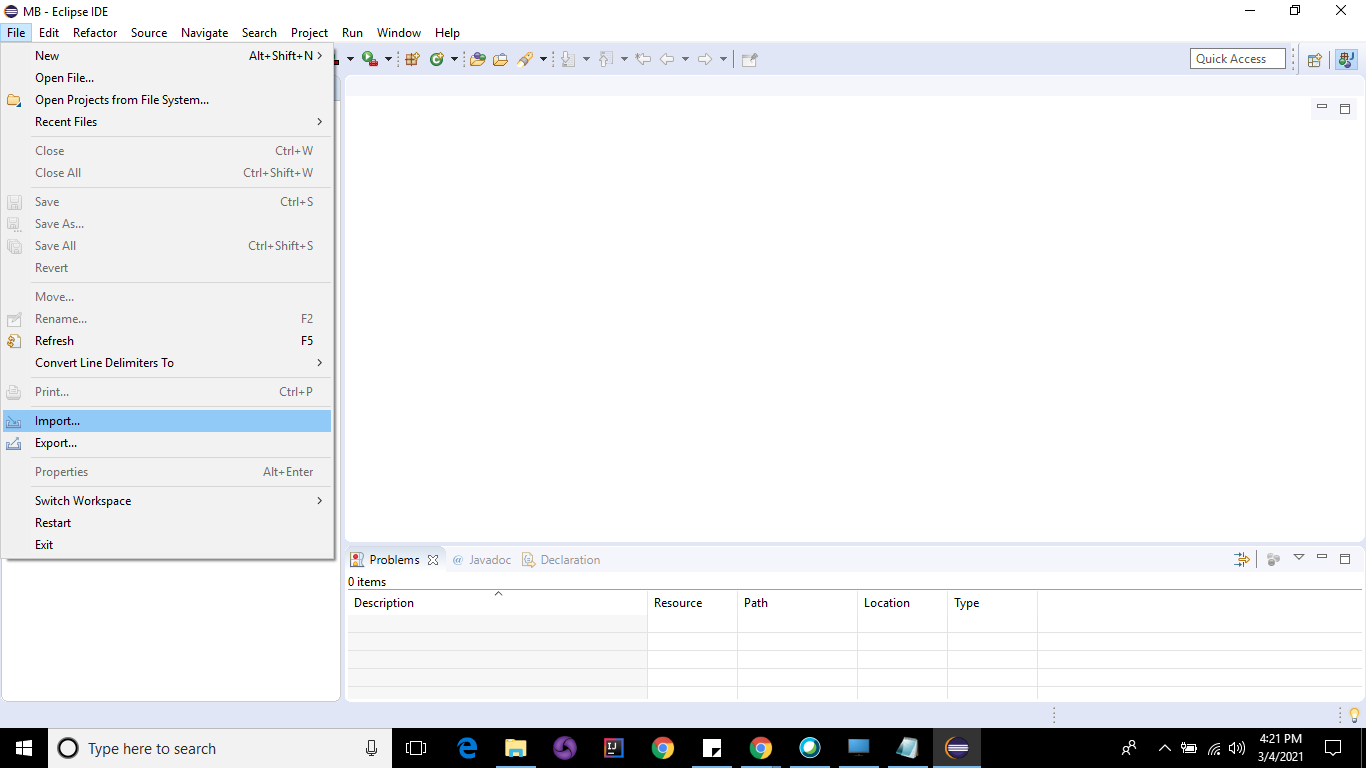 MB - Eclipse IDE
File Edit Refactor Source Navigate Search Project Run Window Help
New Alt+Shift+N
Open File...
Open Projects from File System...
Recent Files
Close Ctrl+W
Close All Ctrl+Shift+W
Save Ctrl+S
Save As...
Save All Ctrl+Shift+S
Revert
Move...
Rename... F2
Refresh F5
Convert Line Delimiters To
Print... Ctrl+P
Import...
Export...
Properties Alt+Enter
Switch Workspace
Restart
Exit
Quick Access
Problems @ Javadoc Declaration
0 items
Description Resource Path Location Type
Type here to search
IJ
4:21 PM
3/4/2021